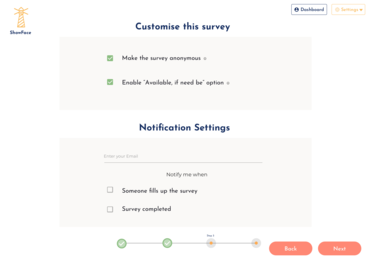 Dashboard
Settings
ShowFace
Customise this survey
Make the survey anonymous
Enable "Available, if need be" option
Notification Settings
Enter your Email
Notify me when
Someone fills up the survey
Survey completed
Step 3
Back
Next